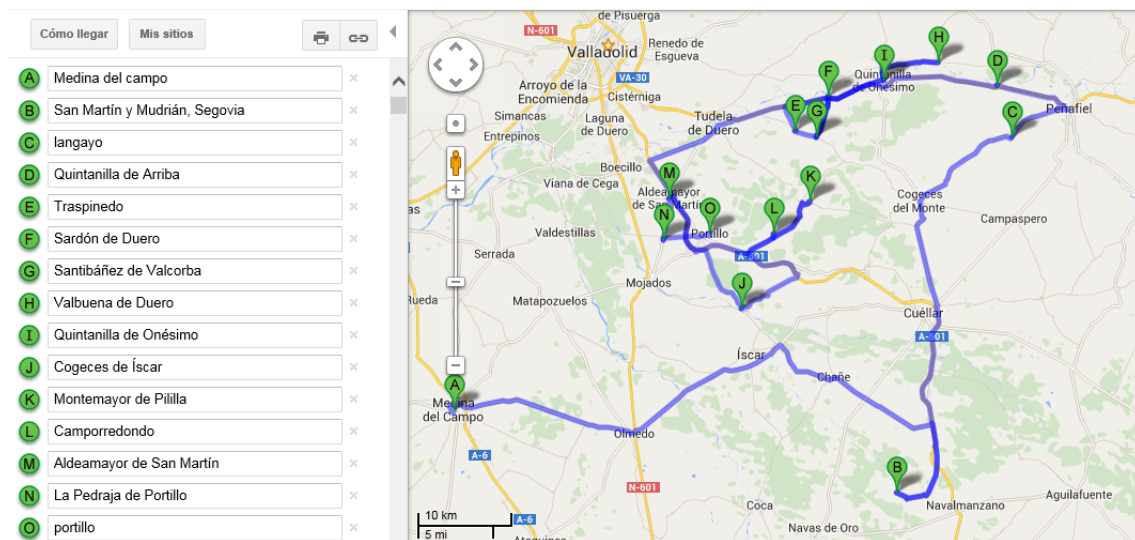 Cómo llegar
Mis sitios
A Medina del campo
B San Martín y Mudrián, Segovia
C langayo
D Quintanilla de Arriba
E Traspinedo
F Sardón de Duero
G Santibáñez de Valcorba
H Valbuena de Duero
I Quintanilla de Onésimo
J Cogeces de Íscar
K Montemayor de Pililla
L Camporredondo
M Aldeamayor de San Martín
N La Pedraja de Portillo
O portillo
de Pisuerga
N-601
Valladolid
Renedo de
Esgueva
VA-30
Arroyo de la
Encomienda
Cistérniga
Simancas
Laguna
de Duero
Entrepinos
Tudela
de Duero
Boecillo
Viana de Cega
Aldeamayor
de San Martín
Quintanilla
de Onésimo
Peñafiel
H
I
D
F
E
G
C
K
M
N
O
L
Portillo
Valdestillas
Cogeces
del Monte
Campaspero
Serrada
A-601
Mojados
J
Rueda
Matapozuelos
Cuéllar
A-601
Íscar
Chañe
A
Medina
del Campo
Olmedo
A-6
N-601
B
Coca
Navalmanzano
Aguilafuente
Navas de Oro
10 km
5 mi
A-6
Ataquines